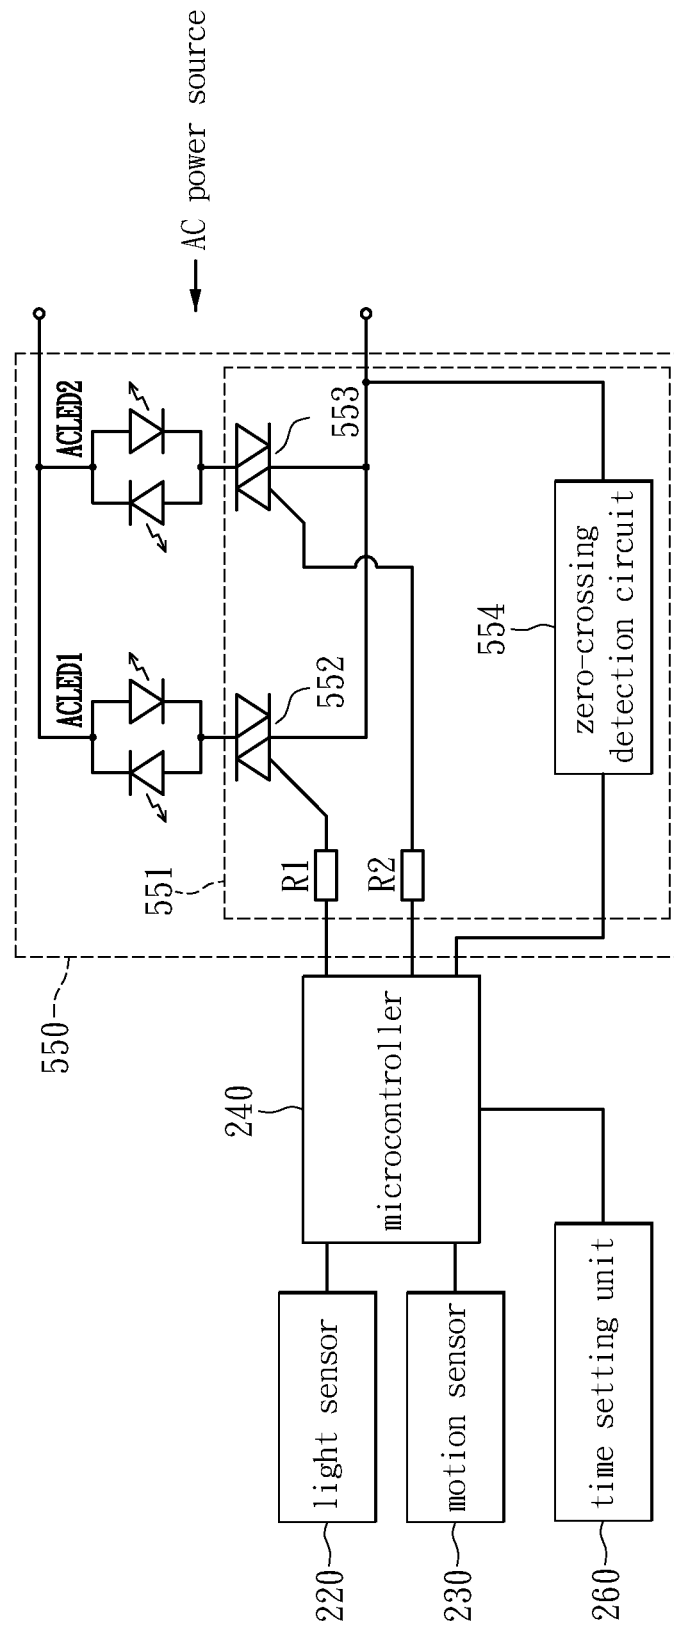 AC power source
ACLED2
ACLED1
553
552
551
550
R1
R2
554
zero-crossing
detection circuit
240
microcontroller
light sensor
motion sensor
time setting unit
220
230
260